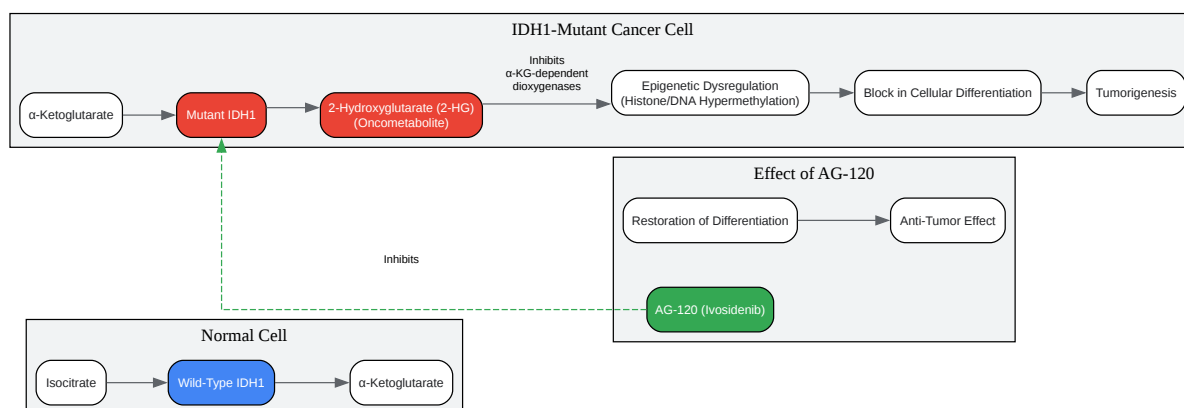 IDH1-Mutant Cancer Cell
α-Ketoglutarate
Mutant IDH1
2-Hydroxyglutarate (2-HG)
(Oncometabolite)
Inhibits
α-KG-dependent
dioxygenases
Epigenetic Dysregulation
(Histone/DNA Hypermethylation)
Block in Cellular Differentiation
Tumorigenesis
Effect of AG-120
Restoration of Differentiation
Anti-Tumor Effect
Inhibits
AG-120 (Ivosidenib)
Normal Cell
Isocitrate
Wild-Type IDH1
α-Ketoglutarate